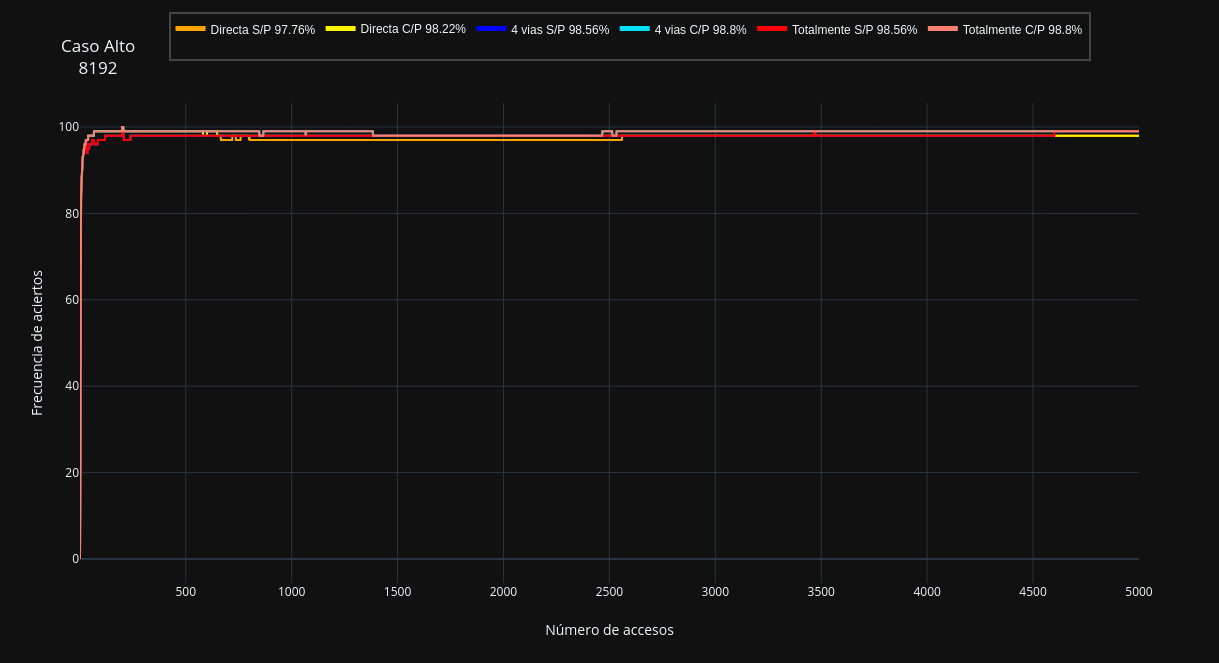 Caso Alto
8192
Directa S/P 97.76%
Directa C/P 98.22%
4 vias S/P 98.56%
4 vias C/P 98.8%
Totalmente S/P 98.56%
Totalmente C/P 98.8%
Frecuencia de aciertos
100
80
60
40
20
0
500
1000
1500
2000
2500
3000
3500
4000
4500
5000
Número de accesos